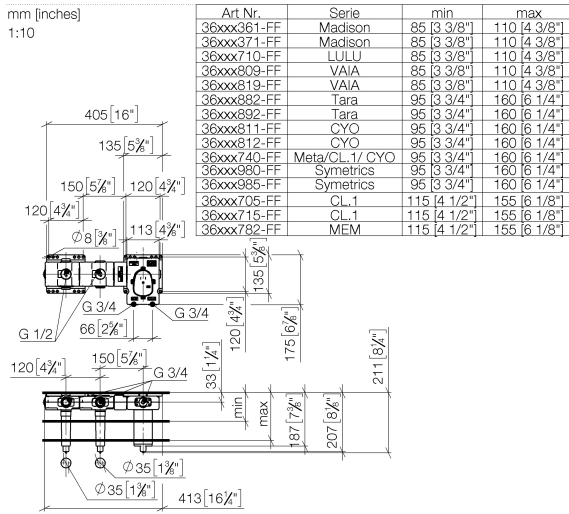 mm [inches]
1:10
Art Nr. Serie min max
36xxx361-FF Madison 85 [3 3/8"] 110 [4 3/8"]
36xxx371-FF Madison 85 [3 3/8"] 110 [4 3/8"]
36xxx710-FF LULU 85 [3 3/8"] 110 [4 3/8"]
36xxx809-FF VAIA 85 [3 3/8"] 110 [4 3/8"]
36xxx819-FF VAIA 85 [3 3/8"] 110 [4 3/8"]
36xxx882-FF Tara 95 [3 3/4"] 160 [6 1/4"]
36xxx892-FF Tara 95 [3 3/4"] 160 [6 1/4"]
36xxx811-FF CYO 95 [3 3/4"] 160 [6 1/4"]
36xxx812-FF CYO 95 [3 3/4"] 160 [6 1/4"]
36xxx740-FF Meta/CL.1/ CYO 95 [3 3/4"] 160 [6 1/4"]
36xxx980-FF Symetrics 95 [3 3/4"] 160 [6 1/4"]
36xxx985-FF Symetrics 95 [3 3/4"] 160 [6 1/4"]
36xxx705-FF CL.1 115 [4 1/2"] 155 [6 1/8"]
36xxx715-FF CL.1 115 [4 1/2"] 155 [6 1/8"]
36xxx782-FF MEM 115 [4 1/2"] 155 [6 1/8"]
405 [16"]
135 [5⅜"]
150 [5⅞"] 120 [4¾"]
120 [4¾"]
Ø8 [⅜"] 113 [4⅜"]
135 [5⅜"]
120 [4¾"]
175 [6⅞"]
G 3/4 G 3/4
G 1/2 66 [2⅝"]
120 [4¾"] 150 [5⅞"] G 3/4
33 [1¼"]
211 [8¼"]
min
max
187 [7⅜"]
207 [8⅛"]
Ø35 [1⅜"]
Ø35 [1⅜"]
413 [16¼"]